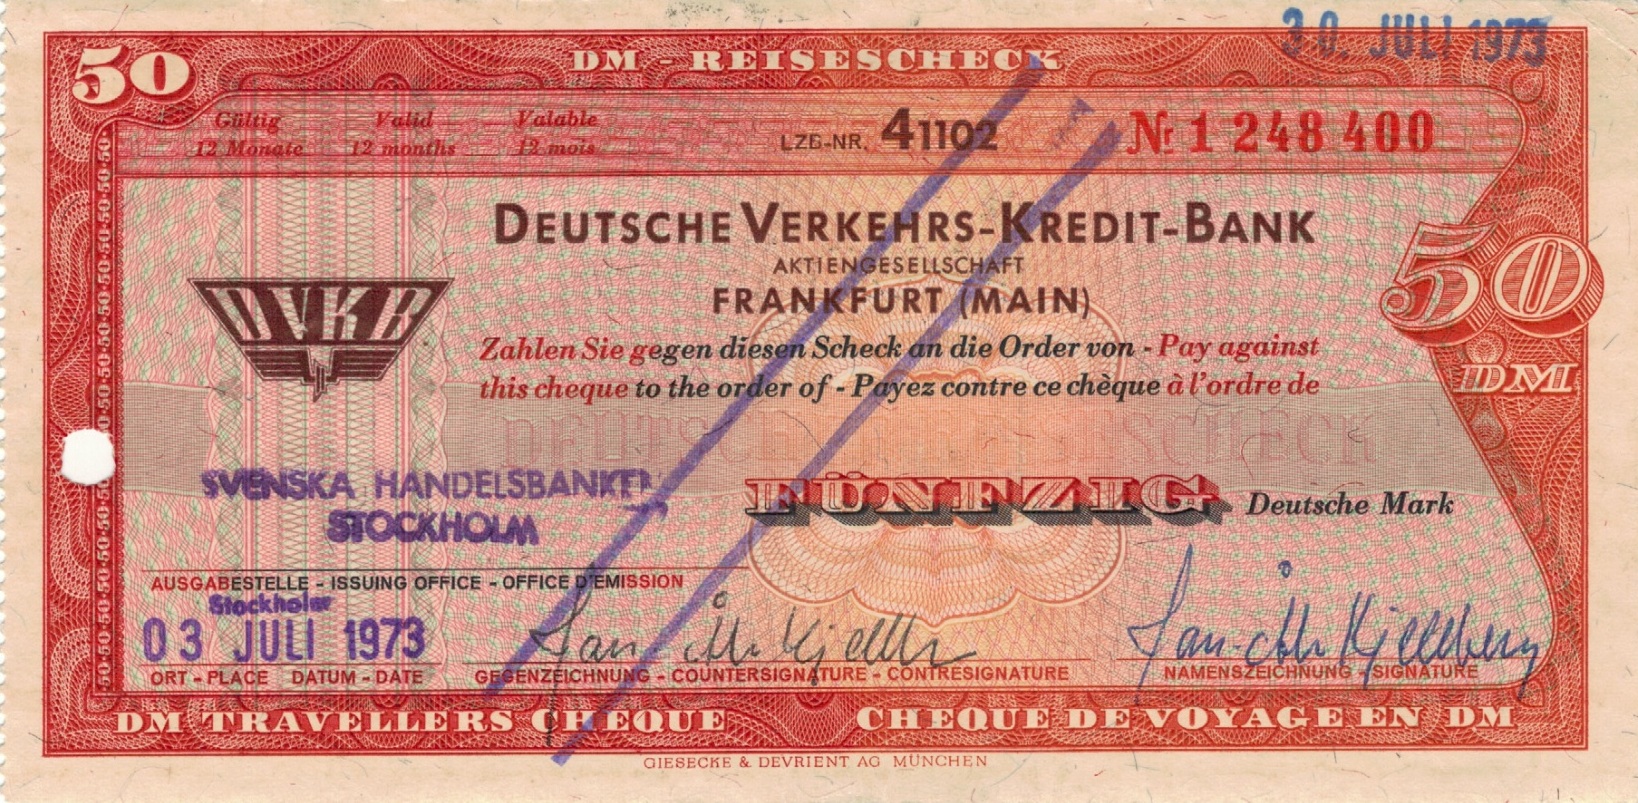 30. JULI 1973
50 DM - REISESCHECK
Gültig Valid Valable
12 Monate 12 months 12 mois
LZB-NR. 41102 Nr 1 248 400
DEUTSCHE VERKEHRS-KREDIT-BANK
AKTIENGESELLSCHAFT
FRANKFURT (MAIN)
50 DM
DVKB
Zahlen Sie gegen diesen Scheck an die Order von - Pay against
this cheque to the order of - Payez contre ce chèque à l'ordre de
SVENSKA HANDELSBANKEN
STOCKHOLM
FÜNFZIG Deutsche Mark
AUSGABESTELLE - ISSUING OFFICE - OFFICE D'EMISSION
Stockholm
03 JULI 1973
ORT - PLACE DATUM - DATE GEGENZEICHNUNG - COUNTERSIGNATURE - CONTRESIGNATURE NAMENSZEICHNUNG - SIGNATURE
DM TRAVELLERS CHEQUE CHEQUE DE VOYAGE EN DM
GIESECKE & DEVRIENT AG MÜNCHEN